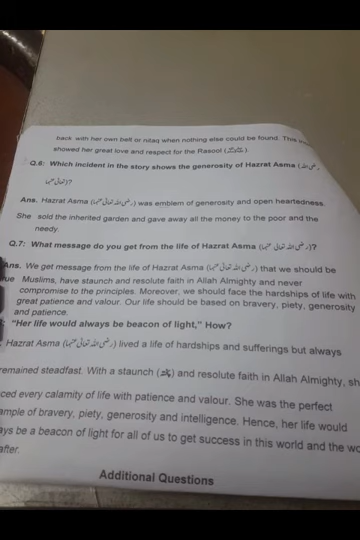 back with her own belt or nitaq when nothing else could be found. This
showed her great love and respect for the Rasool (ﷺ).
Q.6: Which incident in the story shows the generosity of Hazrat Asma (رضی اللہ
تعالیٰ عنہا)?
Ans. Hazrat Asma (رضی اللہ تعالیٰ عنہا) was emblem of generosity and open heartedness.
She sold the inherited garden and gave away all the money to the poor and the
needy.
Q.7: What message do you get from the life of Hazrat Asma (رضی اللہ تعالیٰ عنہا)?
Ans. We get message from the life of Hazrat Asma (رضی اللہ تعالیٰ عنہا) that we should be
ue Muslims, have staunch and resolute faith in Allah Almighty and never
compromise to the principles. Moreover, we should face the hardships of life with
great patience and valour. Our life should be based on bravery, piety, generosity
and patience.
"Her life would always be beacon of light," How?
Hazrat Asma (رضی اللہ تعالیٰ عنہا) lived a life of hardships and sufferings but always
remained steadfast. With a staunch () and resolute faith in Allah Almighty, sh
ced every calamity of life with patience and valour. She was the perfect
ample of bravery, piety, generosity and intelligence. Hence, her life would
ays be a beacon of light for all of us to get success in this world and the wo
after.
Additional Questions